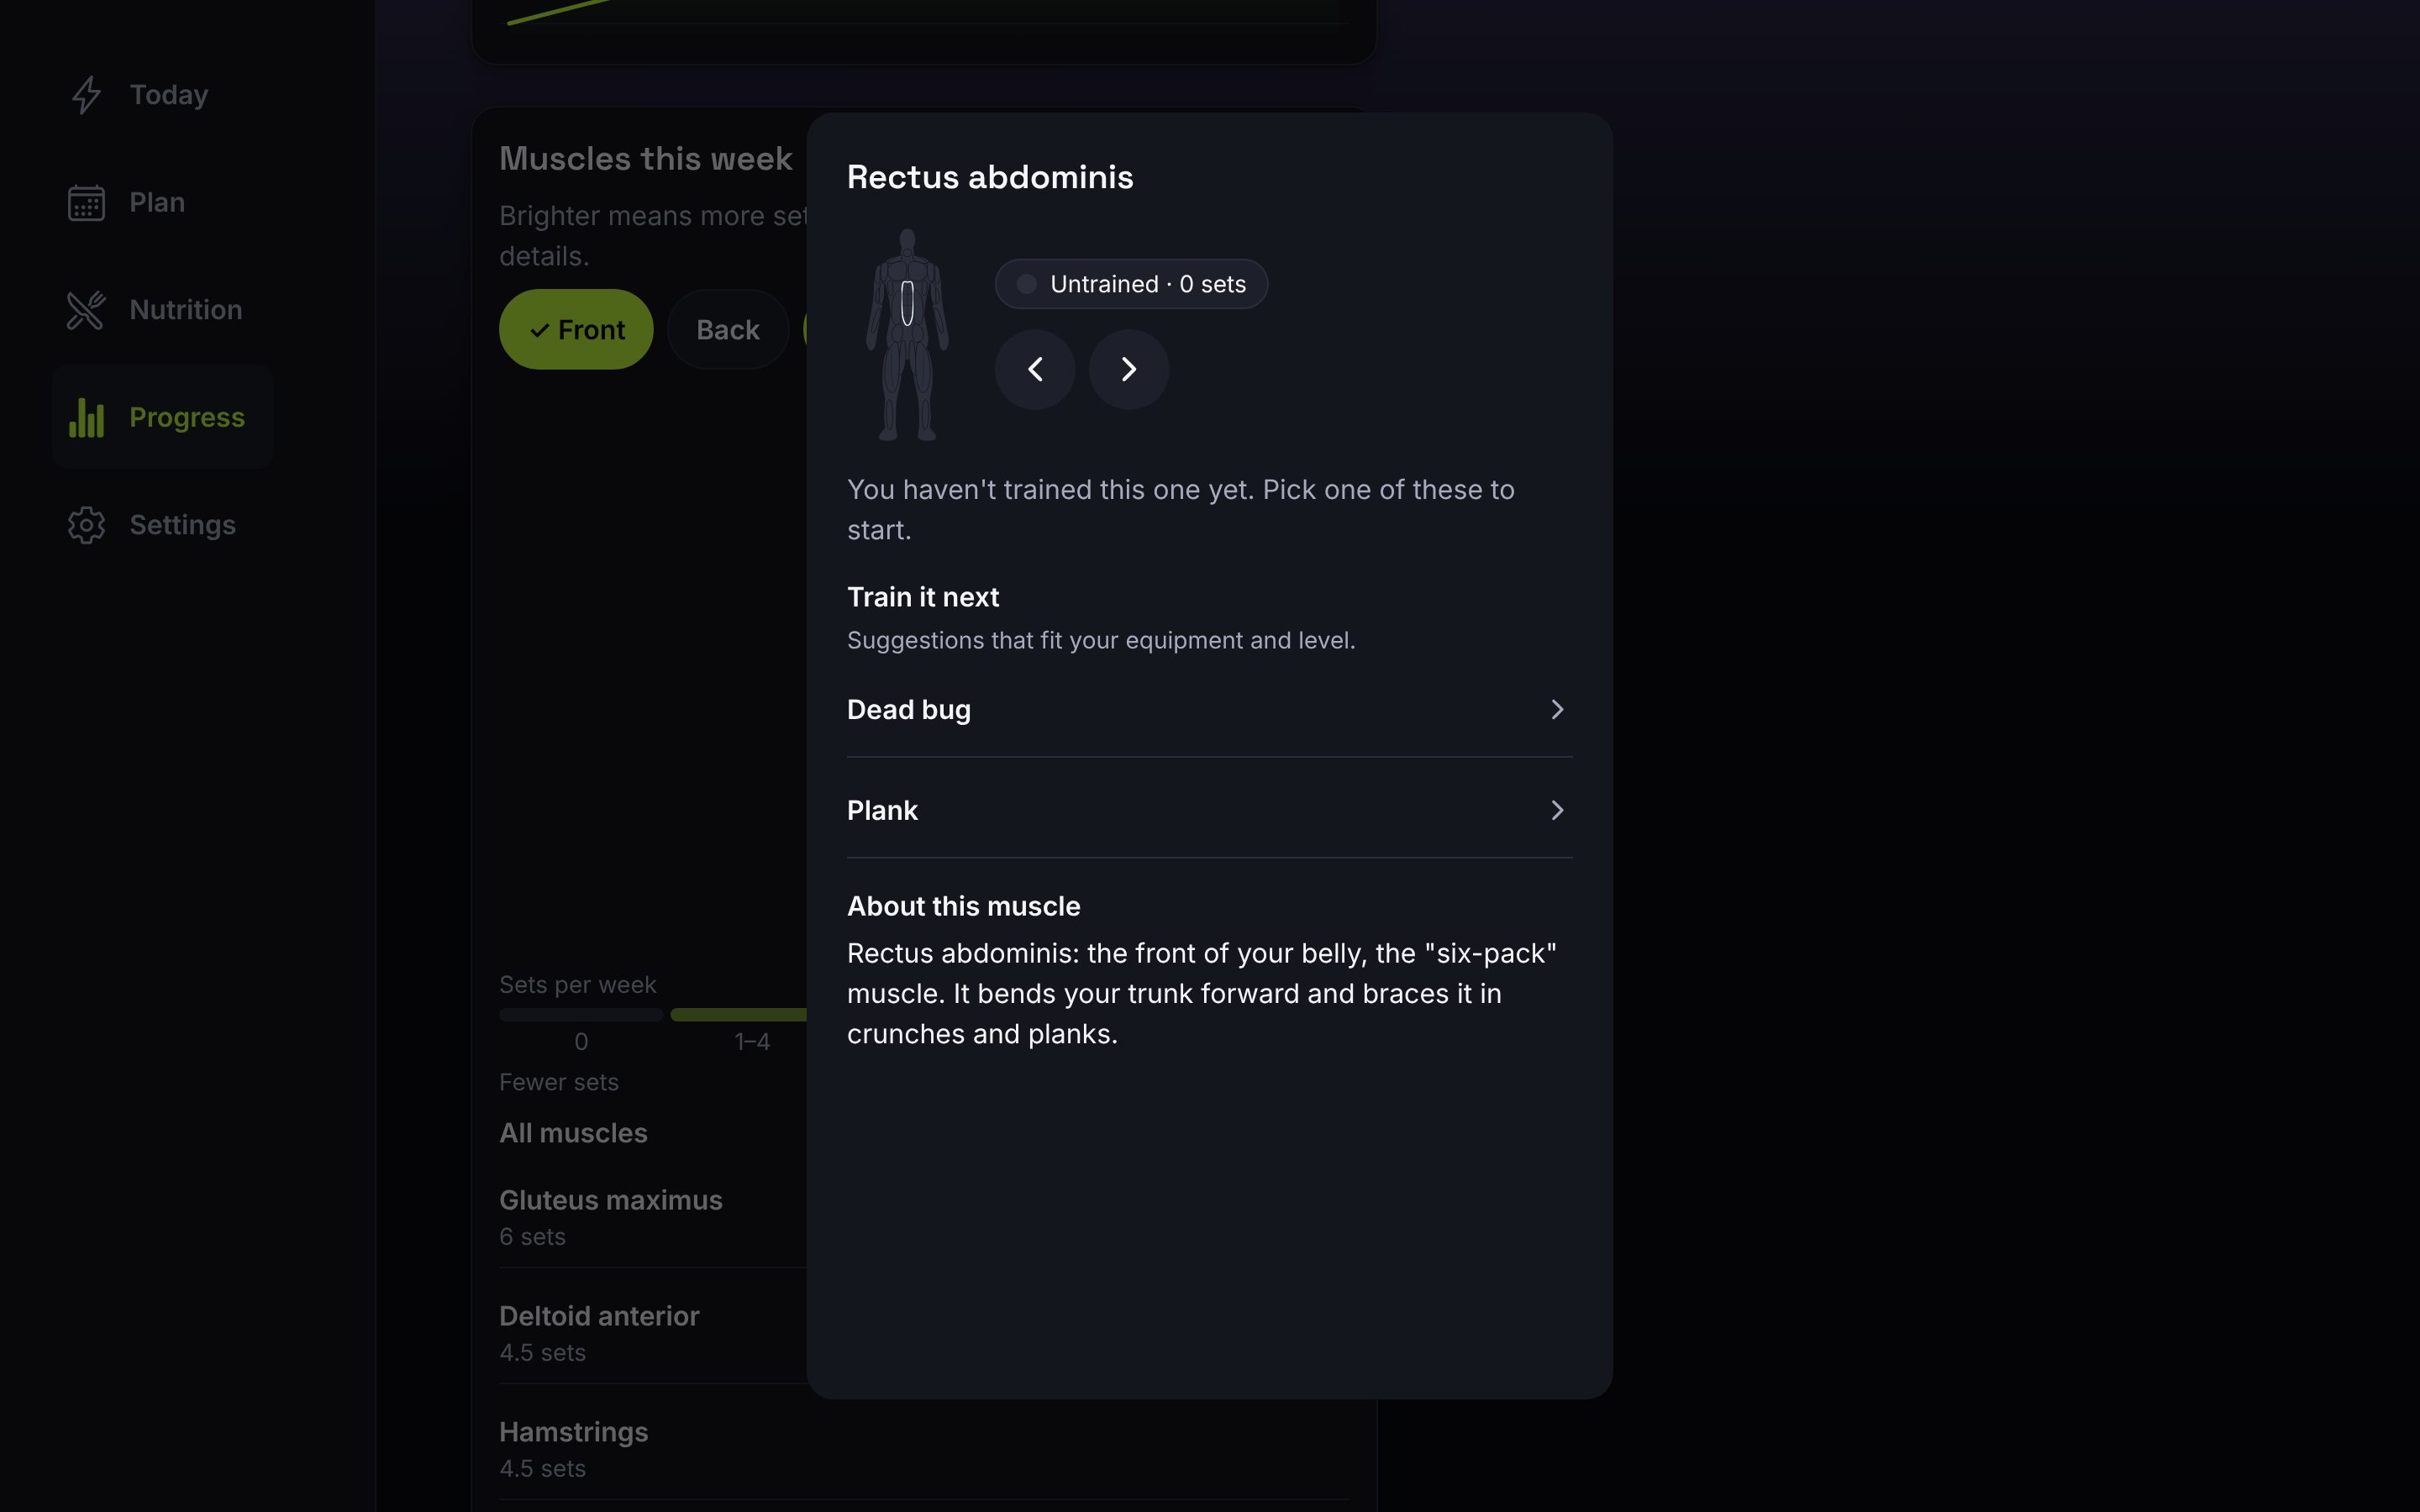 Today
Plan
Nutrition
Progress
Settings
Muscles this week
Brighter means more
details.
Front
Back
Sets per week
0
1–4
Fewer sets
All muscles
Gluteus maximus
6 sets
Deltoid anterior
4.5 sets
Hamstrings
4.5 sets
Rectus abdominis
Untrained · 0 sets
You haven't trained this one yet. Pick one of these to
start.
Train it next
Suggestions that fit your equipment and level.
Dead bug
Plank
About this muscle
Rectus abdominis: the front of your belly, the "six-pack"
muscle. It bends your trunk forward and braces it in
crunches and planks.